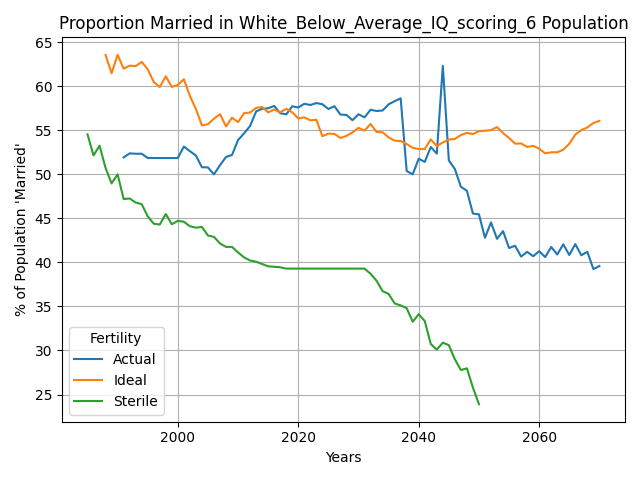 Proportion Married in White_Below_Average_IQ_scoring_6 Population
% of Population 'Married'
65
60
55
50
45
40
35
30
25
Fertility
Actual
Ideal
Sterile
2000 2020 2040 2060
Years